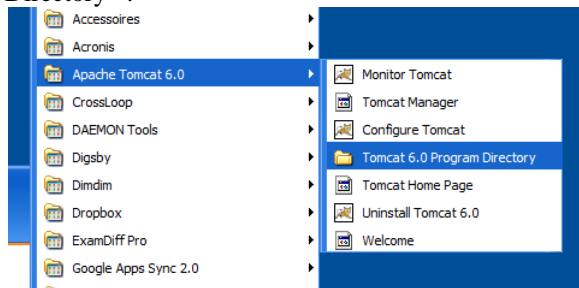 Directory".
Accessoires
Acronis
Apache Tomcat 6.0
CrossLoop
DAEMON Tools
Digsby
Dimdim
Dropbox
ExamDiff Pro
Google Apps Sync 2.0
Monitor Tomcat
Tomcat Manager
Configure Tomcat
Tomcat 6.0 Program Directory
Tomcat Home Page
Uninstall Tomcat 6.0
Welcome